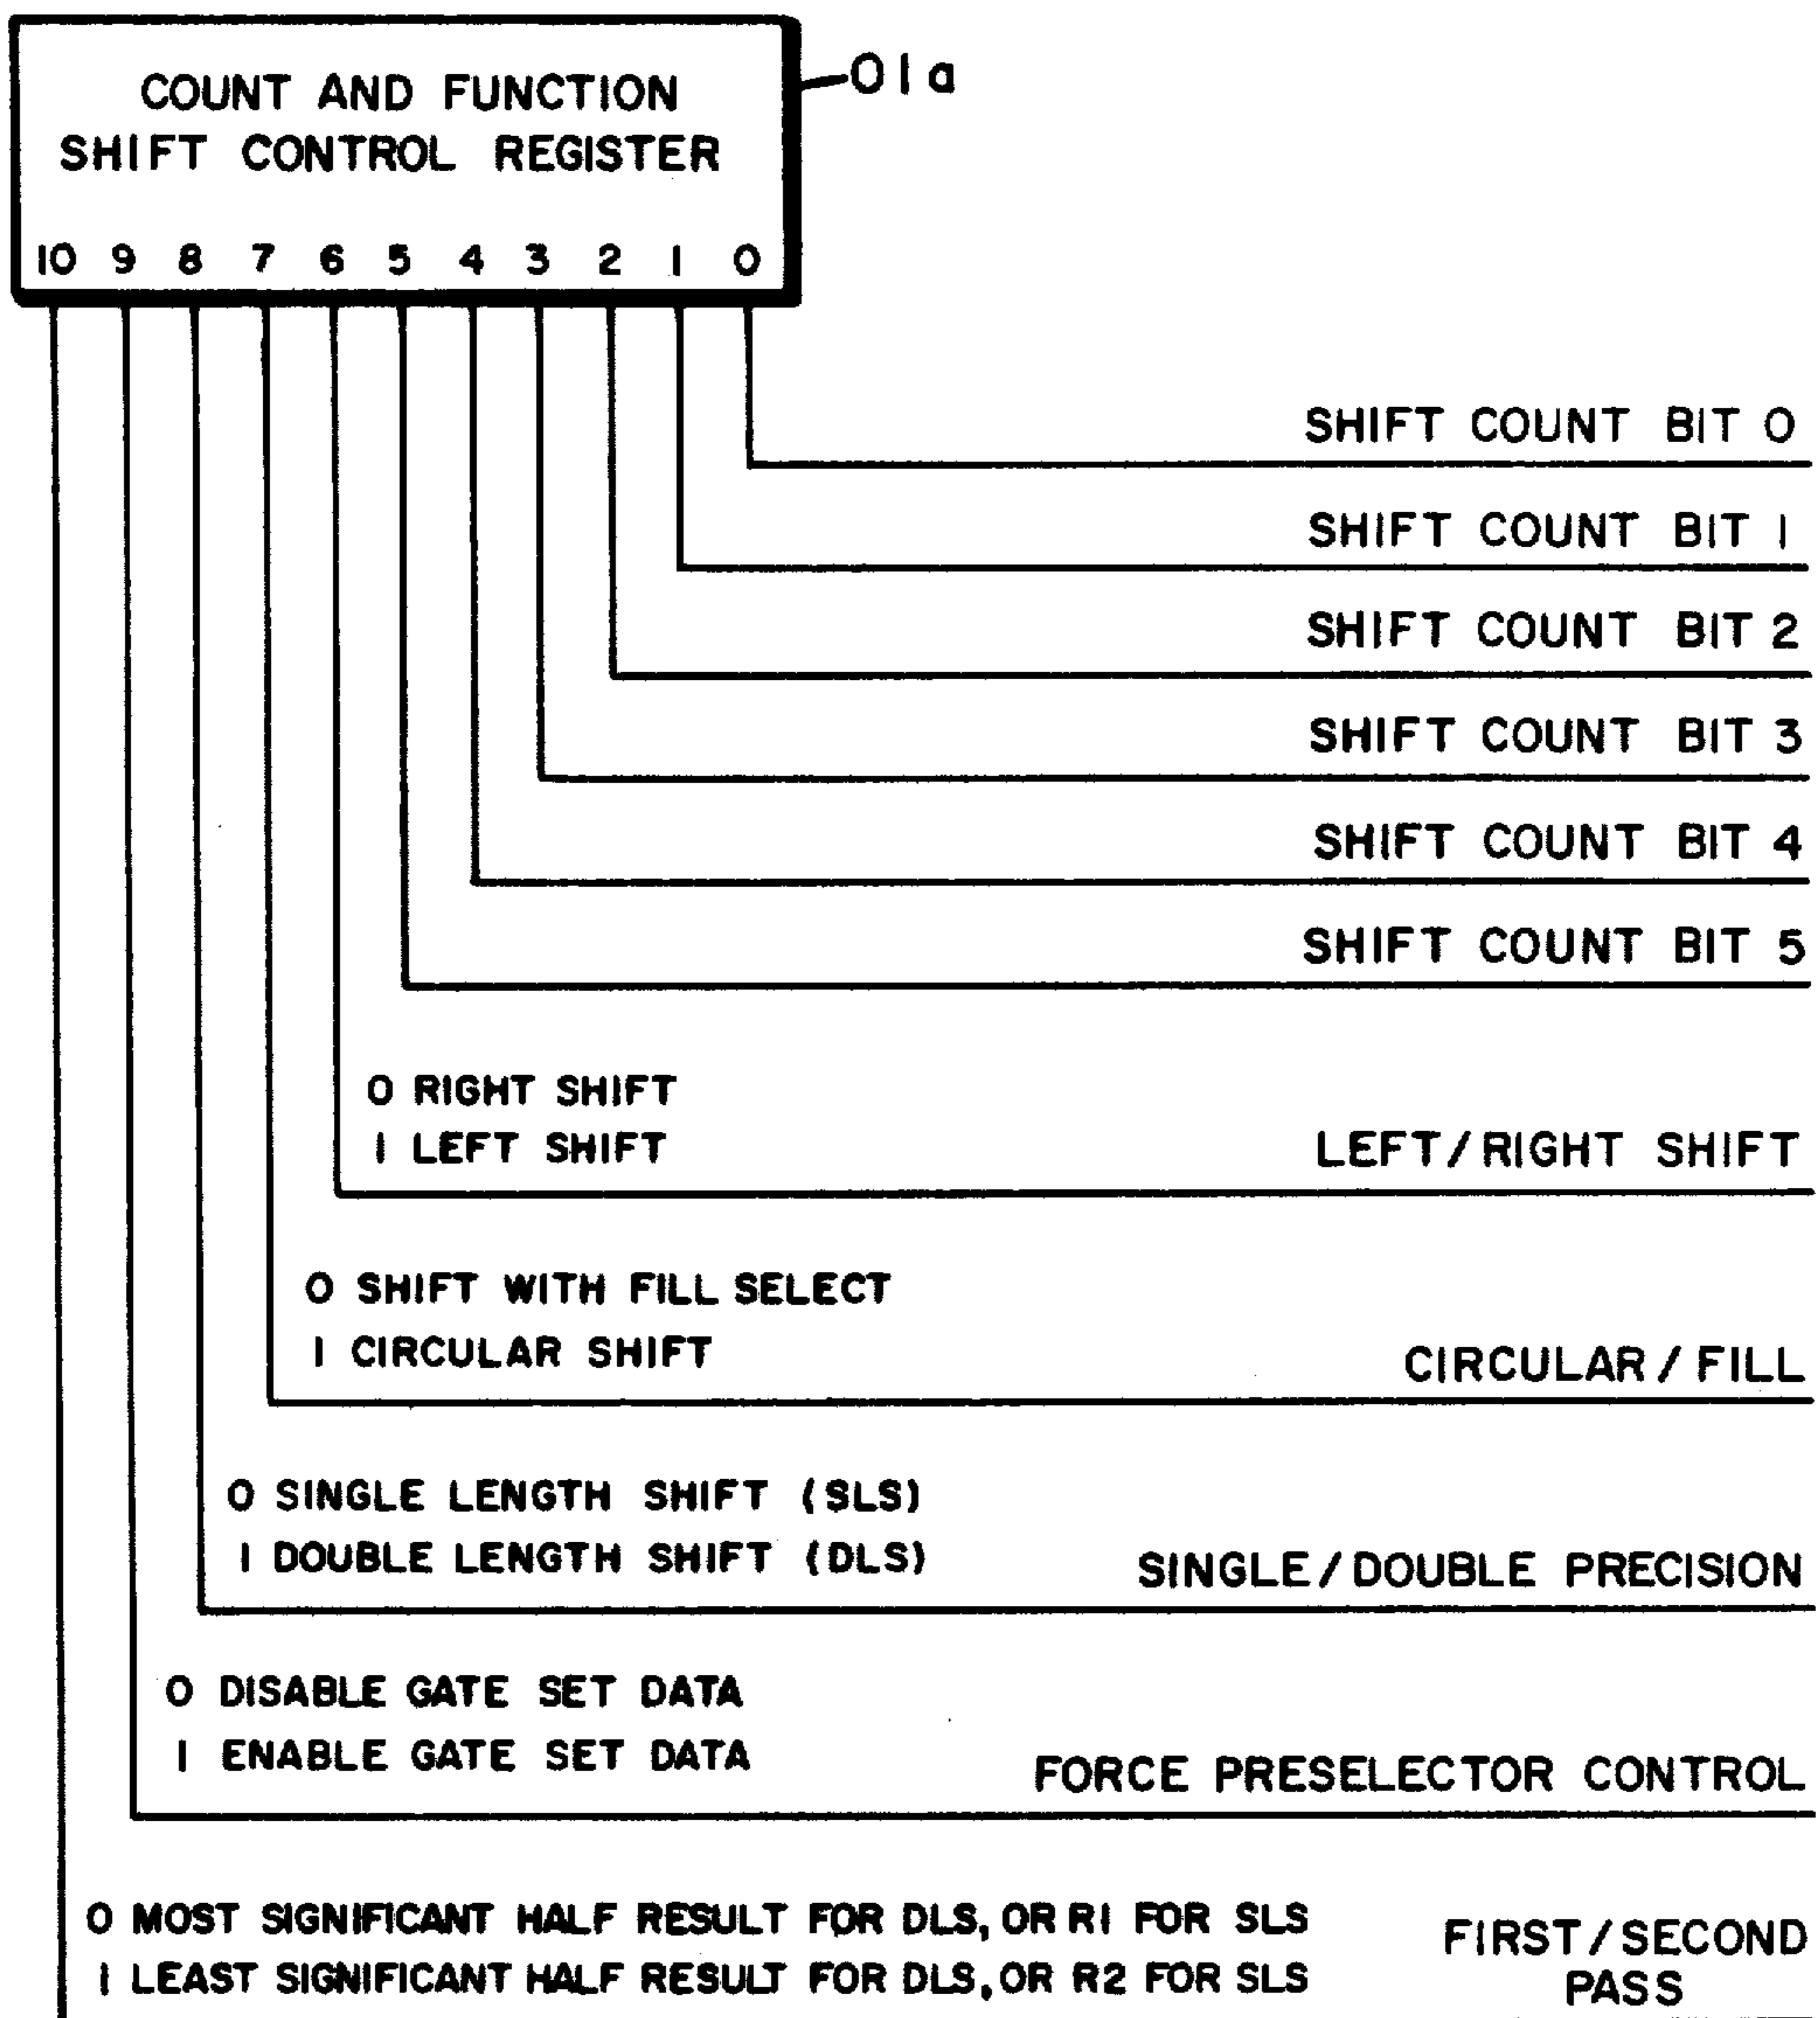 COUNT AND FUNCTION
SHIFT CONTROL REGISTER
01a
10 9 8 7 6 5 4 3 2 1 0
SHIFT COUNT BIT 0
SHIFT COUNT BIT 1
SHIFT COUNT BIT 2
SHIFT COUNT BIT 3
SHIFT COUNT BIT 4
SHIFT COUNT BIT 5
0 RIGHT SHIFT
1 LEFT SHIFT
LEFT/RIGHT SHIFT
0 SHIFT WITH FILL SELECT
1 CIRCULAR SHIFT
CIRCULAR/FILL
0 SINGLE LENGTH SHIFT (SLS)
1 DOUBLE LENGTH SHIFT (DLS)
SINGLE/DOUBLE PRECISION
0 DISABLE GATE SET DATA
1 ENABLE GATE SET DATA
FORCE PRESELECTOR CONTROL
0 MOST SIGNIFICANT HALF RESULT FOR DLS, OR R1 FOR SLS
1 LEAST SIGNIFICANT HALF RESULT FOR DLS, OR R2 FOR SLS
FIRST/SECOND
PASS